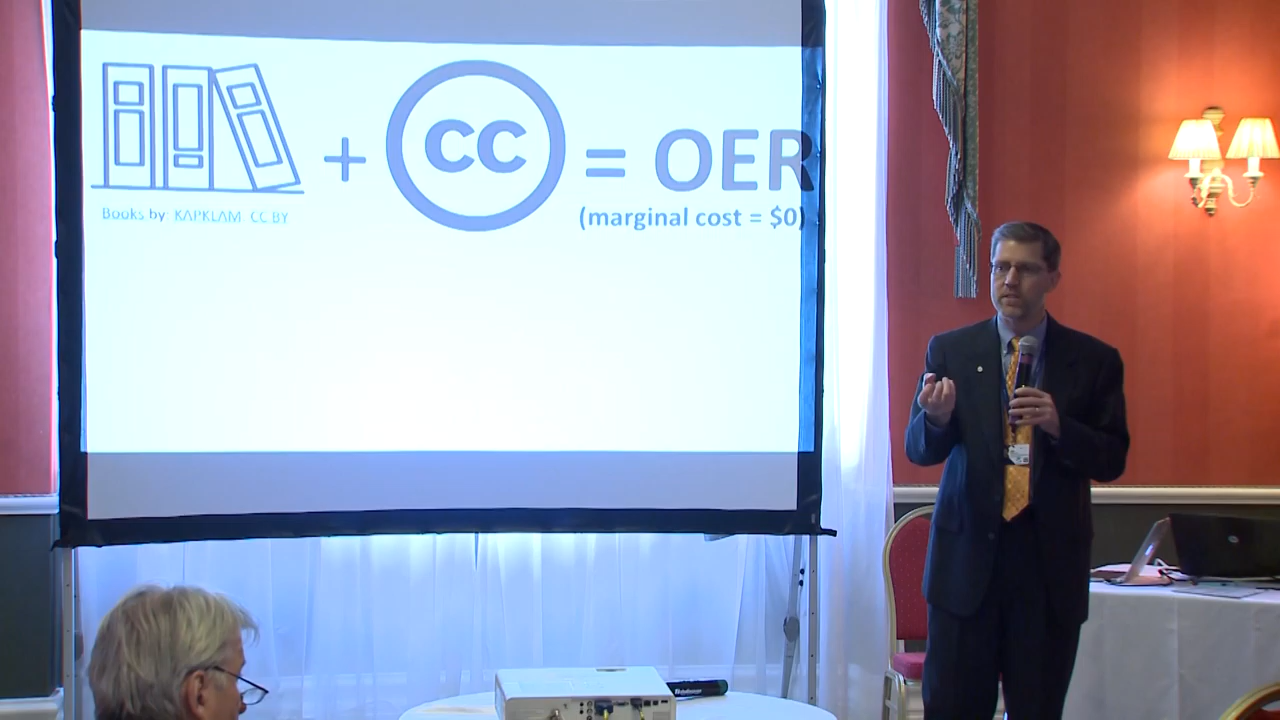 + CC = OER
Books by: KAPKLAM CC BY
(marginal cost = $0)